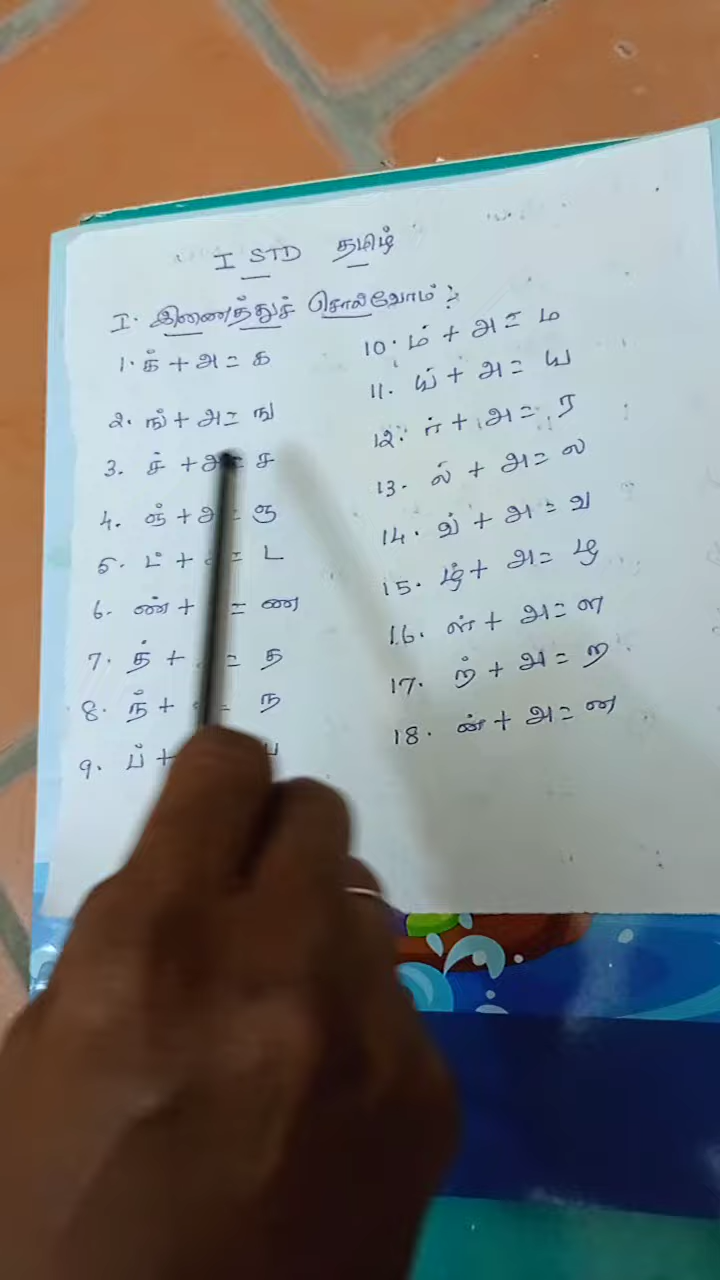 I STD தமிழ்
I. இணைத்துச் சொல்வோம் :
1. க் + அ = க
2. ங் + அ = ங
3. ச் + அ = ச
4. ஞ் + அ = ஞ
5. ட் + = ட
6. ண் + = ண
7. த் + = த
8. ந் + = ந
9. ப் +
10. ம் + அ = ம
11. ய் + அ = ய
12. ர் + அ = ர
13. ல் + அ = ல
14. வ் + அ = வ
15. ழ் + அ = ழ
16. ள் + அ = ள
17. ற் + அ = ற
18. ன் + அ = ன